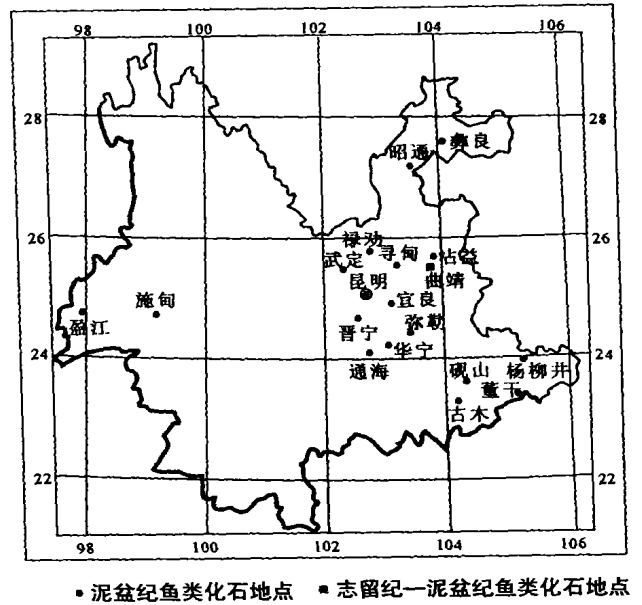 98 100 102 104 106
28 28
彝良
昭通
26 26
禄劝
武定 寻甸 沾益
昆明 曲靖
施甸 宜良
盈江 弥勒
晋宁 华宁
24 24
通海 砚山 杨柳井
董干
古木
22 22
98 100 102 104 106
泥盆纪鱼类化石地点 志留纪—泥盆纪鱼类化石地点